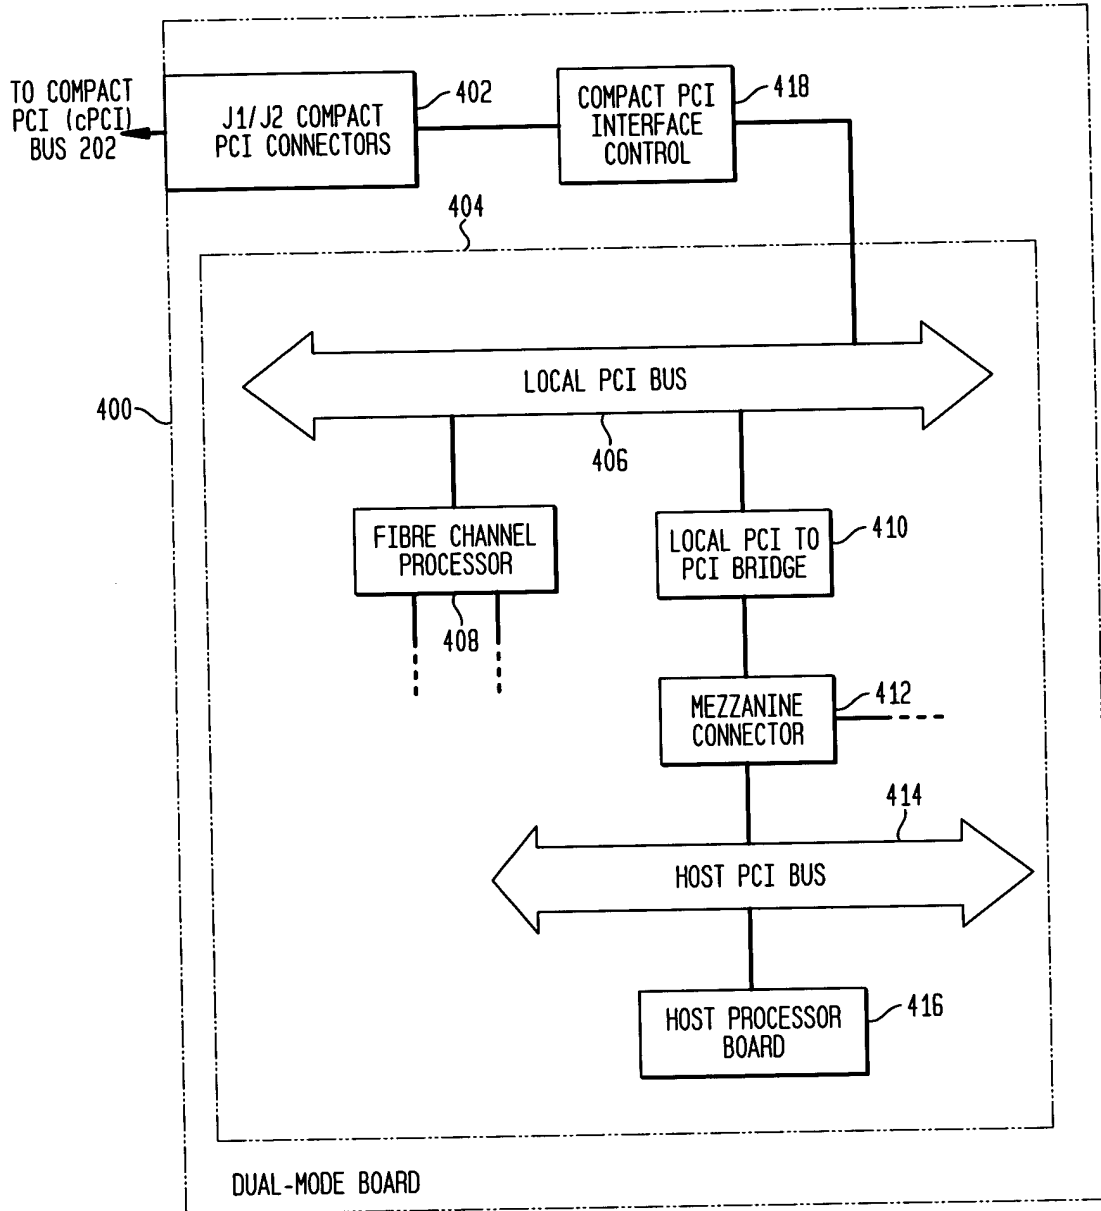 TO COMPACT
PCI (cPCI)
BUS 202
J1/J2 COMPACT
PCI CONNECTORS
402
COMPACT PCI
INTERFACE
CONTROL
418
404
LOCAL PCI BUS
400
406
FIBRE CHANNEL
PROCESSOR
408
LOCAL PCI TO
PCI BRIDGE
410
MEZZANINE
CONNECTOR
412
414
HOST PCI BUS
HOST PROCESSOR
BOARD
416
DUAL-MODE BOARD